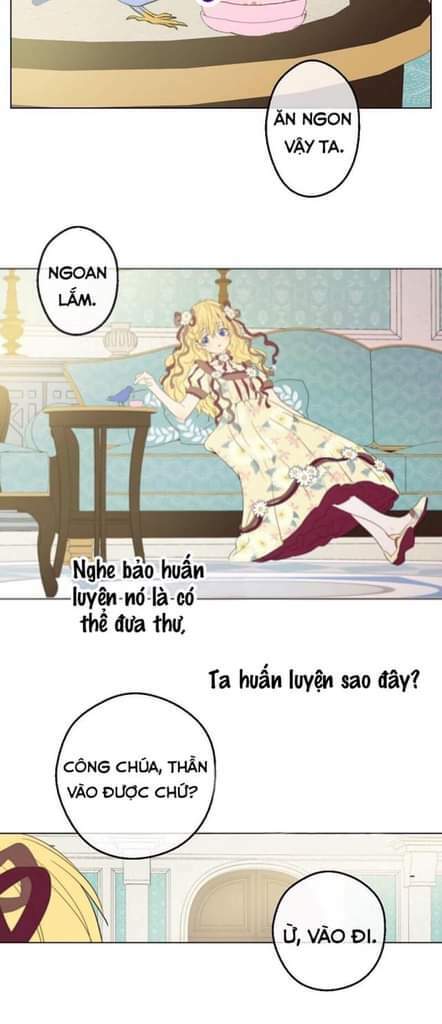 ĂN NGON
VẬY TA.
NGOAN
LẮM.
Nghe bảo huấn
luyện nó là có
thể đưa thư,
Ta huấn luyện sao đây?
CÔNG CHÚA, THẦN
VÀO ĐƯỢC CHỨ?
Ừ, VÀO ĐI.